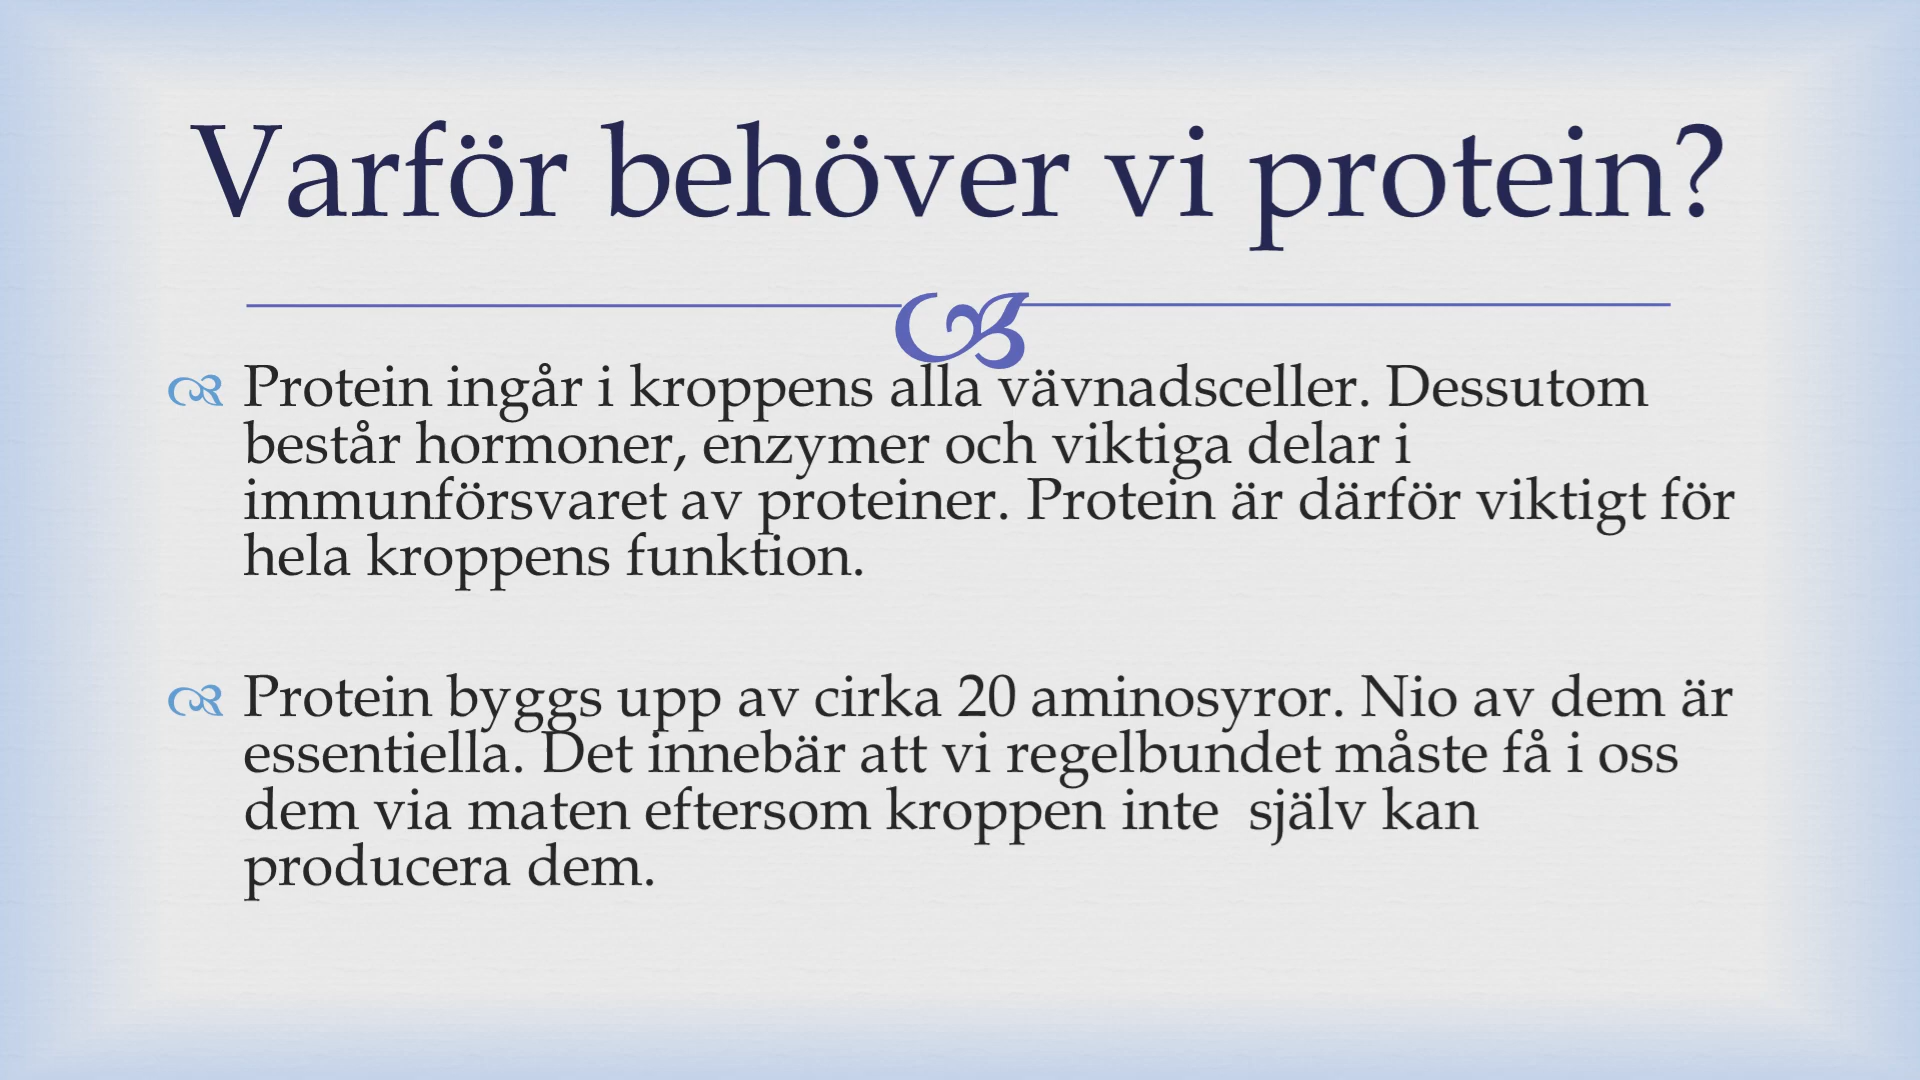 Varför behöver vi protein?
Protein ingår i kroppens alla vävnadsceller. Dessutom
består hormoner, enzymer och viktiga delar i
immunförsvaret av proteiner. Protein är därför viktigt för
hela kroppens funktion.
Protein byggs upp av cirka 20 aminosyror. Nio av dem är
essentiella. Det innebär att vi regelbundet måste få i oss
dem via maten eftersom kroppen inte  själv kan
producera dem.